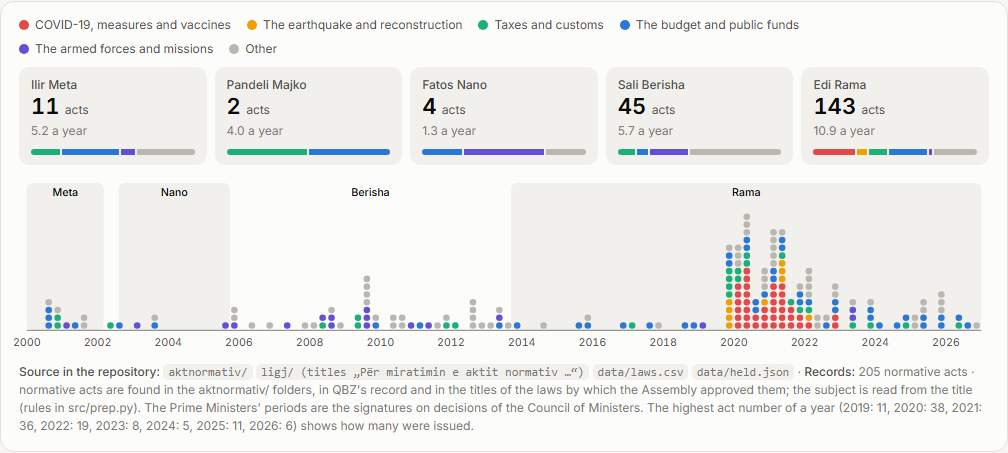 COVID-19, measures and vaccines The earthquake and reconstruction Taxes and customs The budget and public funds
The armed forces and missions Other
Ilir Meta
11 acts
5.2 a year
Pandeli Majko
2 acts
4.0 a year
Fatos Nano
4 acts
1.3 a year
Sali Berisha
45 acts
5.7 a year
Edi Rama
143 acts
10.9 a year
Meta Nano Berisha Rama
2000 2002 2004 2006 2008 2010 2012 2014 2016 2018 2020 2022 2024 2026
Source in the repository: aktnormativ/ ligj/ (titles „Për miratimin e aktit normativ …“) data/laws.csv data/held.json · Records: 205 normative acts ·
normative acts are found in the aktnormativ/ folders, in QBZ's record and in the titles of the laws by which the Assembly approved them; the subject is read from the title
(rules in src/prep.py). The Prime Ministers' periods are the signatures on decisions of the Council of Ministers. The highest act number of a year (2019: 11, 2020: 38, 2021:
36, 2022: 19, 2023: 8, 2024: 5, 2025: 11, 2026: 6) shows how many were issued.